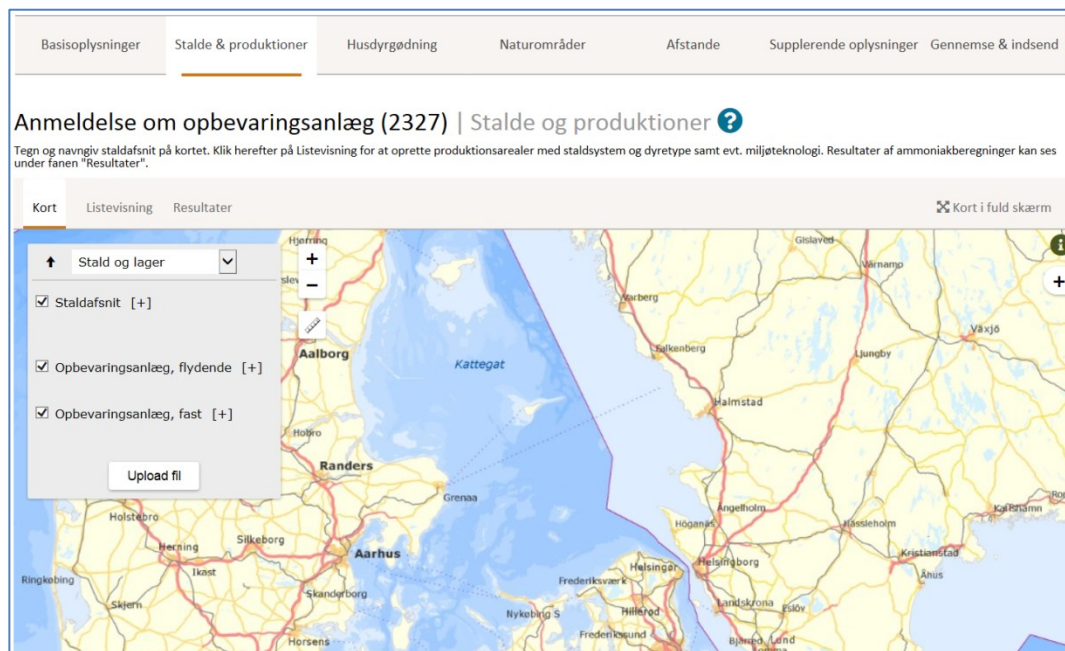 Basisoplysninger
Stalde & produktioner
Husdyrgødning
Naturområder
Afstande
Supplerende oplysninger
Gennemse & indsend
Anmeldelse om opbevaringsanlæg (2327) | Stalde og produktioner ?
Tegn og navngiv staldafsnit på kortet. Klik herefter på Listevisning for at oprette produktionsarealer med staldsystem og dyretype samt evt. miljøteknologi. Resultater af ammoniakberegninger kan ses
under fanen "Resultater".
Kort
Listevisning
Resultater
Kort i fuld skærm
Stald og lager
Staldafsnit [+]
Opbevaringsanlæg, flydende [+]
Opbevaringsanlæg, fast [+]
Upload fil
+
−
i
+
Hjørring
Gislaved
Värnamo
Varberg
Växjö
Aalborg
Kattegat
Falkenberg
Ljungby
Halmstad
Hobro
Randers
Grenaa
Ängelholm
Höganäs
Hässleholm
Karlshamn
Holstebro
Silkeborg
Herning
Aarhus
Helsingør
Helsingborg
Kristianstad
Ikast
Ringkøbing
Frederiksværk
Åhus
Skanderborg
Skjern
Hillerød
Landskrona
Eslöv
Nykøbing S
Horsens
Frederikssund
Lund